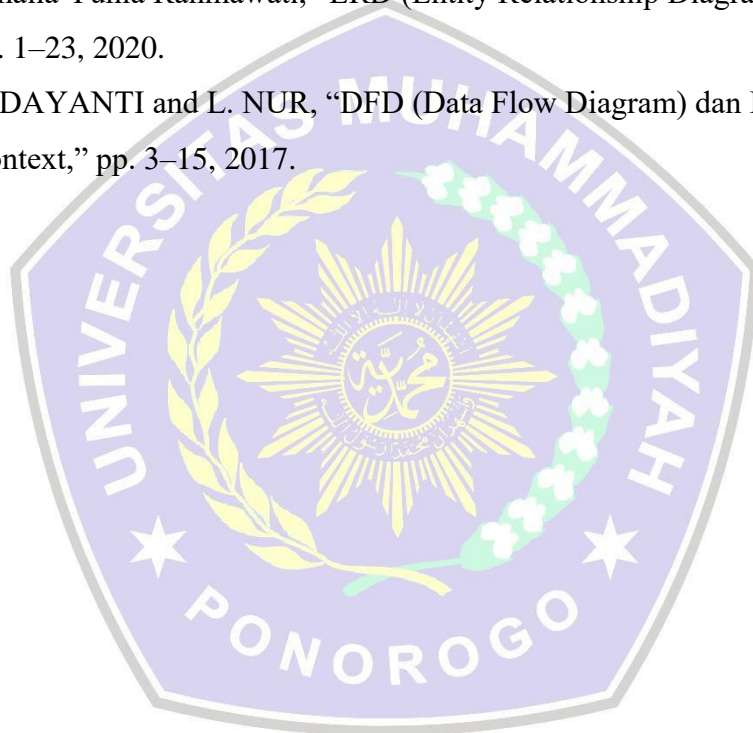 1–23, 2020.
DAYANTI and L. NUR, “DFD (Data Flow Diagram) dan
ontext,” pp. 3–15, 2017.
UNIVERSITAS MUHAMMADIYAH
محمدية
PONOROGO